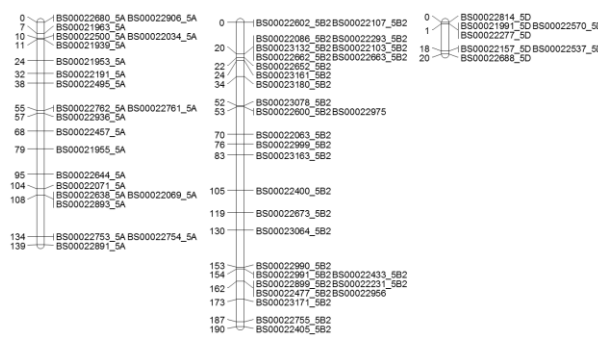 0 BS00022680_5A BS00022906_5A
7 BS00021963_5A
10 BS00022500_5A BS00022034_5A
11 BS00021939_5A
24 BS00021953_5A
32 BS00022191_5A
38 BS00022495_5A
55 BS00022762_5A BS00022761_5A
57 BS00022936_5A
68 BS00022457_5A
79 BS00021955_5A
95 BS00022644_5A
104 BS00022071_5A
108 BS00022638_5A BS00022069_5A
BS00022893_5A
134 BS00022753_5A BS00022754_5A
139 BS00022891_5A
0 BS00022602_5B2 BS00022107_5B2
BS00022086_5B2 BS00022293_5B2
20 BS00023132_5B2 BS00022103_5B2
BS00022662_5B2 BS00022663_5B2
22 BS00022652_5B2
24 BS00023161_5B2
34 BS00023180_5B2
52 BS00023078_5B2
53 BS00022600_5B2 BS00022975
70 BS00022063_5B2
76 BS00022999_5B2
83 BS00023163_5B2
105 BS00022400_5B2
119 BS00022673_5B2
130 BS00023064_5B2
153 BS00022990_5B2
154 BS00022991_5B2 BS00022433_5B2
162 BS00022899_5B2 BS00022231_5B2
BS00022477_5B2 BS00022956
173 BS00023171_5B2
187 BS00022755_5B2
190 BS00022405_5B2
0 BS00022814_5D
1 BS00021991_5D BS00022570_5D
BS00022277_5D
18 BS00022157_5D BS00022537_5D
20 BS00022688_5D